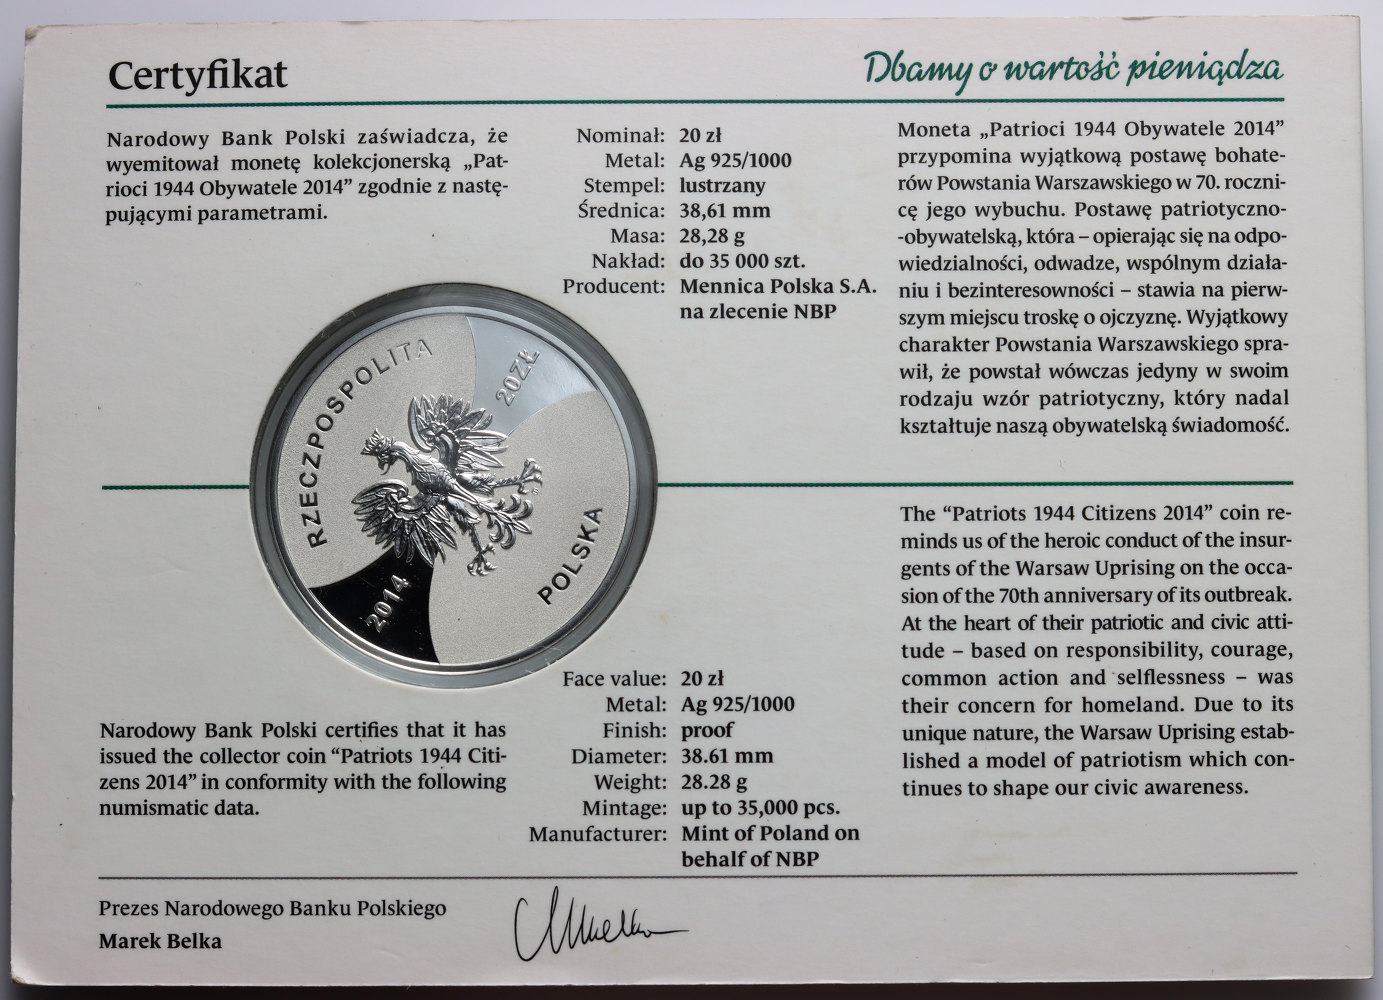 Certyfikat
Dbamy o wartość pieniądza
Narodowy Bank Polski zaświadcza, że
wyemitował monetę kolekcjonerską „Pat-
rioci 1944 Obywatele 2014” zgodnie z nastę-
pującymi parametrami.
Nominał: 20 zł
Metal: Ag 925/1000
Stempel: lustrzany
Średnica: 38,61 mm
Masa: 28,28 g
Nakład: do 35 000 szt.
Producent: Mennica Polska S.A.
na zlecenie NBP
Moneta „Patrioci 1944 Obywatele 2014”
przypomina wyjątkową postawę bohate-
rów Powstania Warszawskiego w 70. roczni-
cę jego wybuchu. Postawę patriotyczno-
-obywatelską, która – opierając się na odpo-
wiedzialności, odwadze, wspólnym działa-
niu i bezinteresowności – stawia na pierw-
szym miejscu troskę o ojczyznę. Wyjątkowy
charakter Powstania Warszawskiego spra-
wił, że powstał wówczas jedyny w swoim
rodzaju wzór patriotyczny, który nadal
kształtuje naszą obywatelską świadomość.
RZECZPOSPOLITA
20ZŁ
POLSKA
2014
Narodowy Bank Polski certifies that it has
issued the collector coin “Patriots 1944 Citi-
zens 2014” in conformity with the following
numismatic data.
Face value: 20 zł
Metal: Ag 925/1000
Finish: proof
Diameter: 38.61 mm
Weight: 28.28 g
Mintage: up to 35,000 pcs.
Manufacturer: Mint of Poland on
behalf of NBP
The “Patriots 1944 Citizens 2014” coin re-
minds us of the heroic conduct of the insur-
gents of the Warsaw Uprising on the occa-
sion of the 70th anniversary of its outbreak.
At the heart of their patriotic and civic atti-
tude – based on responsibility, courage,
common action and selflessness – was
their concern for homeland. Due to its
unique nature, the Warsaw Uprising estab-
lished a model of patriotism which con-
tinues to shape our civic awareness.
Prezes Narodowego Banku Polskiego
Marek Belka